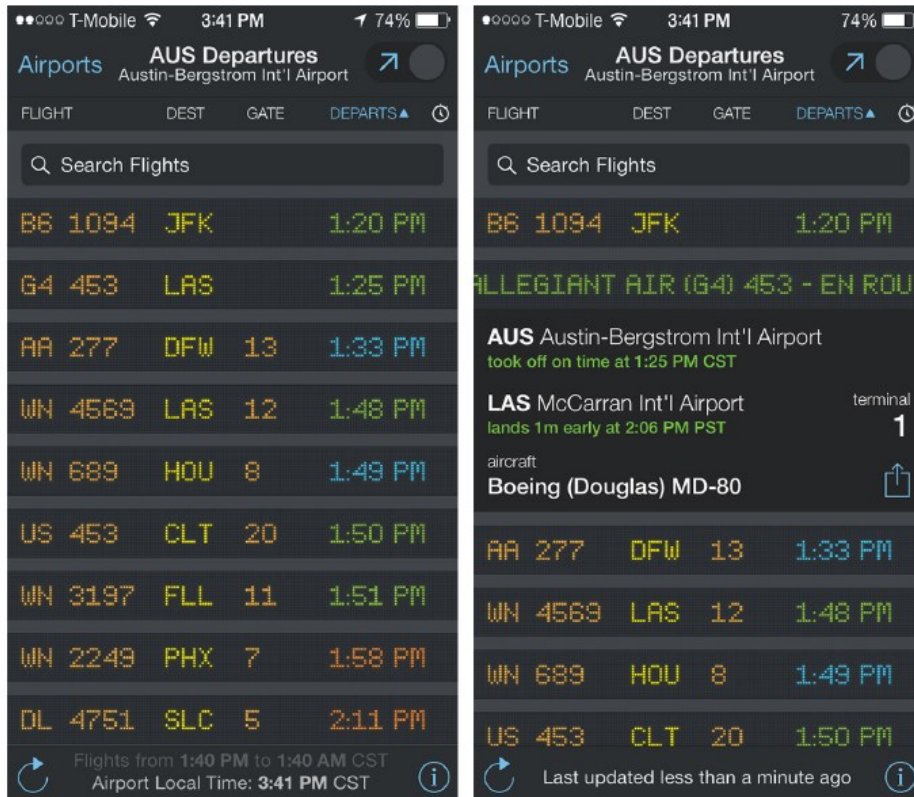 T-Mobile 3:41 PM 74%
Airports AUS Departures
Austin-Bergstrom Int'l Airport
FLIGHT DEST GATE DEPARTS▲
Search Flights
B6 1094 JFK 1:20 PM
G4 453 LAS 1:25 PM
AA 277 DFW 13 1:33 PM
WN 4569 LAS 12 1:48 PM
WN 689 HOU 8 1:49 PM
US 453 CLT 20 1:50 PM
WN 3197 FLL 11 1:51 PM
WN 2249 PHX 7 1:58 PM
DL 4751 SLC 5 2:11 PM
Flights from 1:40 PM to 1:40 AM CST
Airport Local Time: 3:41 PM CST
T-Mobile 3:41 PM 74%
Airports AUS Departures
Austin-Bergstrom Int'l Airport
FLIGHT DEST GATE DEPARTS▲
Search Flights
B6 1094 JFK 1:20 PM
ALLEGIANT AIR (G4) 453 - EN ROU
AUS Austin-Bergstrom Int'l Airport
took off on time at 1:25 PM CST
LAS McCarran Int'l Airport terminal
lands 1m early at 2:06 PM PST 1
aircraft
Boeing (Douglas) MD-80
AA 277 DFW 13 1:33 PM
WN 4569 LAS 12 1:48 PM
WN 689 HOU 8 1:49 PM
US 453 CLT 20 1:50 PM
Last updated less than a minute ago